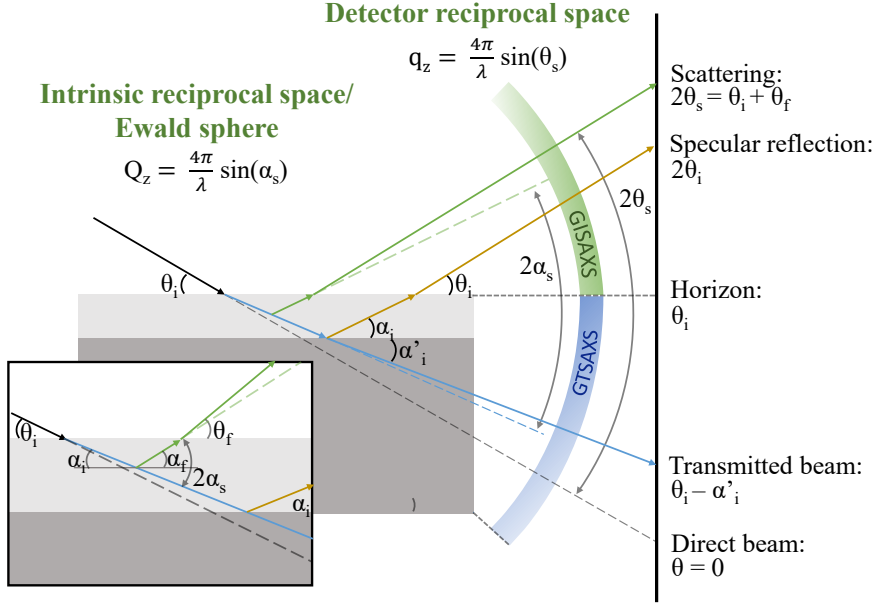 Detector reciprocal space
q_z = 4π/λ sin(θ_s)
Intrinsic reciprocal space/
Ewald sphere
Q_z = 4π/λ sin(α_s)
Scattering:
2θ_s = θ_i + θ_f
Specular reflection:
2θ_i
Horizon:
θ_i
Transmitted beam:
θ_i – α’_i
Direct beam:
θ = 0
GISAXS
GTSAXS
2θ_s
2α_s
θ_i
θ_i
α_i
α’_i
θ_i
θ_f
α_i
α_f
2α_s
α_i